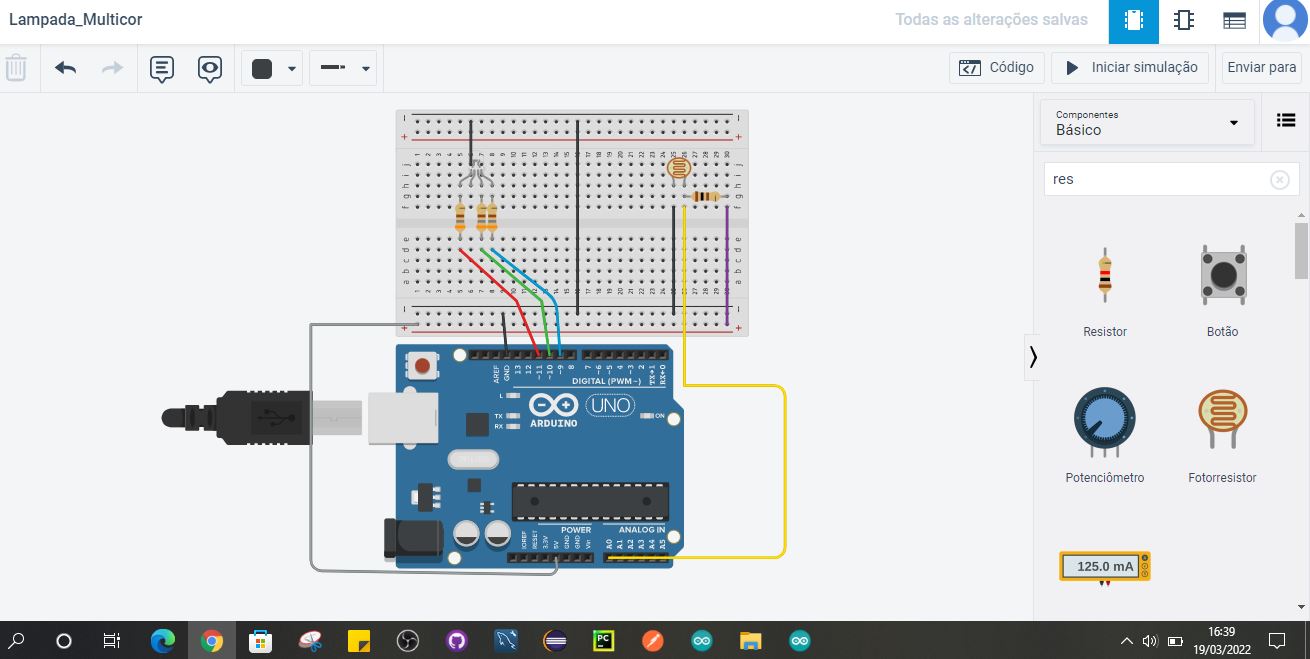 Lampada_Multicor
Todas as alterações salvas
Código
Iniciar simulação
Enviar para
Componentes
Básico
res
Resistor
Botão
Potenciômetro
Fotorresistor
125.0 mA
AREF
GND
13
12
~11
~10
~9
8
7
~6
~5
4
~3
2
TX→1
RX←0
DIGITAL (PWM~)
L
TX
RX
ARDUINO
UNO
ON
POWER
ANALOG IN
IOREF
RESET
3.3V
5V
GND
GND
Vin
A0
A1
A2
A3
A4
A5
PC
16:39
19/03/2022